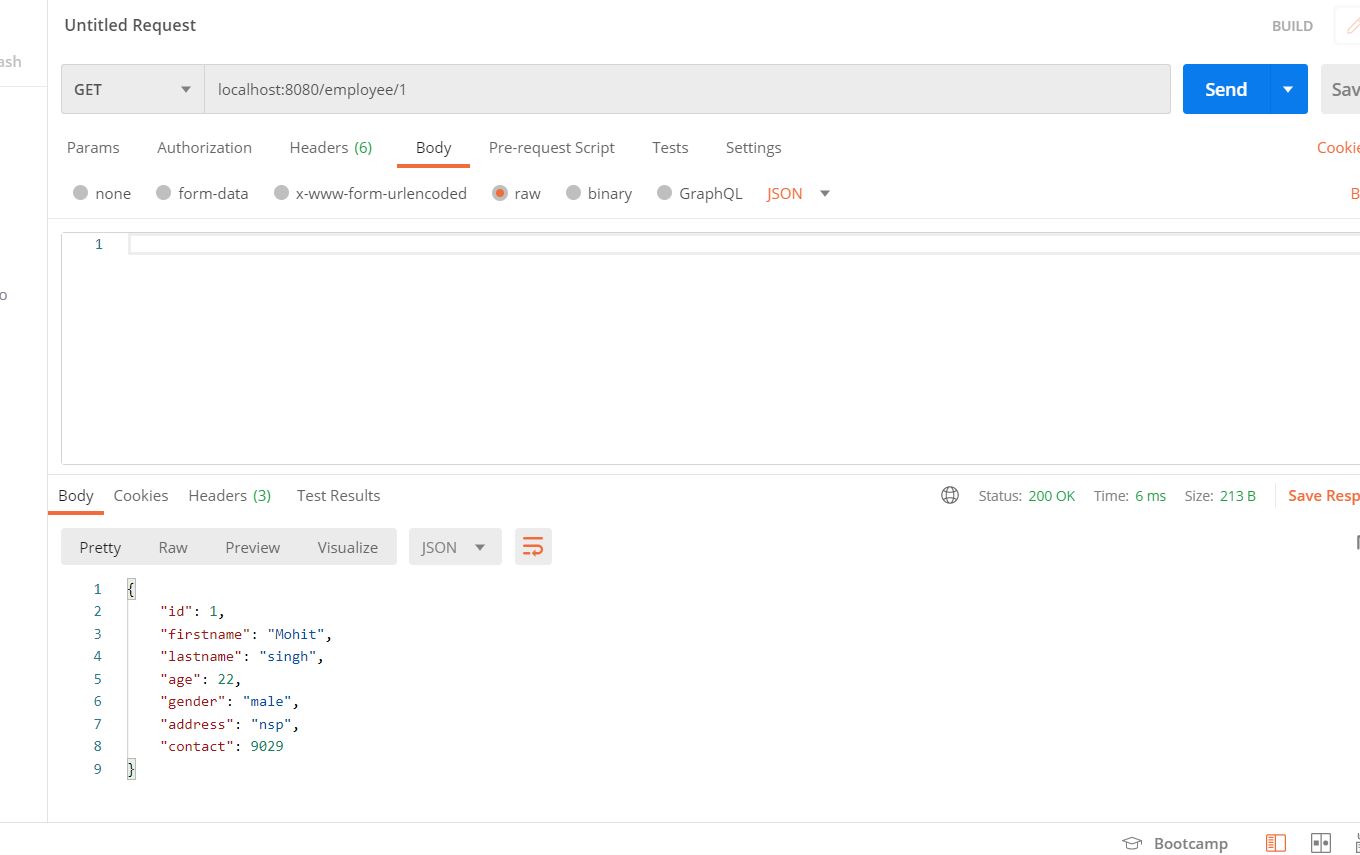 Untitled Request
BUILD
ash
GET localhost:8080/employee/1 Send Sav
Params Authorization Headers (6) Body Pre-request Script Tests Settings Cookie
none form-data x-www-form-urlencoded raw binary GraphQL JSON B
1
o
Body Cookies Headers (3) Test Results Status: 200 OK Time: 6 ms Size: 213 B Save Resp
Pretty Raw Preview Visualize JSON
1 {
2 "id": 1,
3 "firstname": "Mohit",
4 "lastname": "singh",
5 "age": 22,
6 "gender": "male",
7 "address": "nsp",
8 "contact": 9029
9 }
Bootcamp